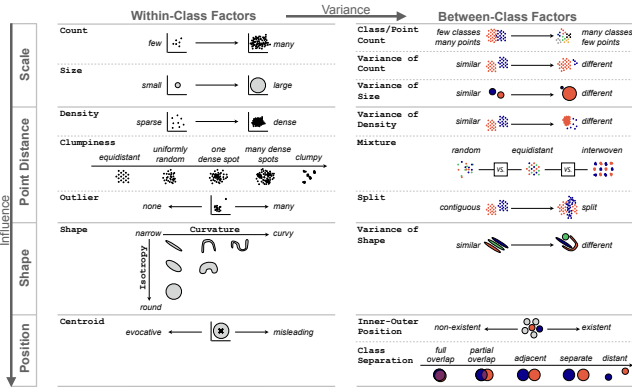 Variance
Within-Class Factors
Between-Class Factors
Influence
Scale
Count
few
many
Class/Point
Count
few classes
many points
many classes
few points
Variance of
Count
similar
different
Size
small
large
Variance of
Size
similar
different
Point Distance
Density
sparse
dense
Variance of
Density
similar
different
Clumpiness
equidistant
uniformly
random
one
dense spot
many dense
spots
clumpy
Mixture
random
equidistant
interwoven
VS.
VS.
Outlier
none
many
Split
contiguous
split
Shape
Shape
narrow
Curvature
curvy
Isotropy
round
Variance of
Shape
similar
different
Position
Centroid
evocative
misleading
Inner-Outer
Position
non-existent
existent
Class
Separation
full
overlap
partial
overlap
adjacent
separate
distant